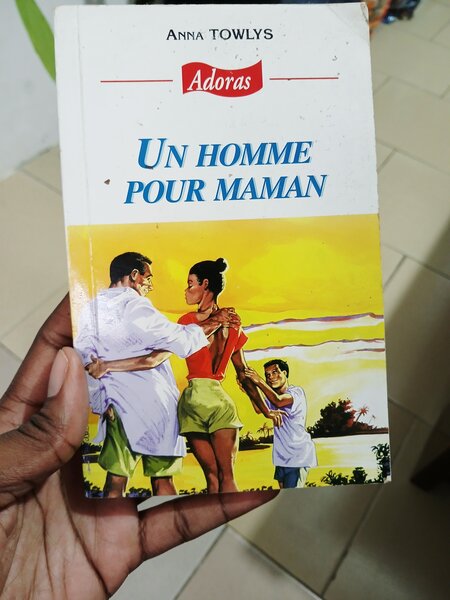 ANNA TOWLYS
Adoras
UN HOMME
POUR MAMAN